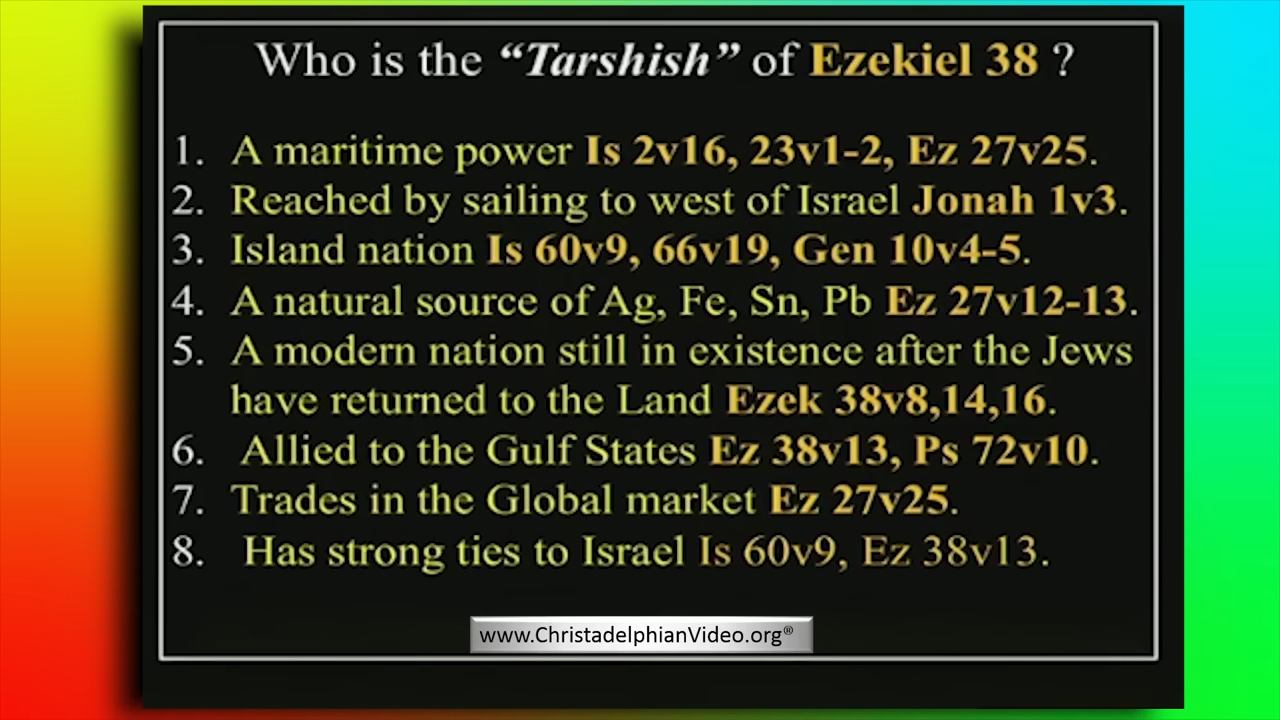 Who is the “Tarshish” of Ezekiel 38 ?
1. A maritime power Is 2v16, 23v1-2, Ez 27v25.
2. Reached by sailing to west of Israel Jonah 1v3.
3. Island nation Is 60v9, 66v19, Gen 10v4-5.
4. A natural source of Ag, Fe, Sn, Pb Ez 27v12-13.
5. A modern nation still in existence after the Jews
have returned to the Land Ezek 38v8,14,16.
6. Allied to the Gulf States Ez 38v13, Ps 72v10.
7. Trades in the Global market Ez 27v25.
8. Has strong ties to Israel Is 60v9, Ez 38v13.
www.ChristadelphianVideo.org®